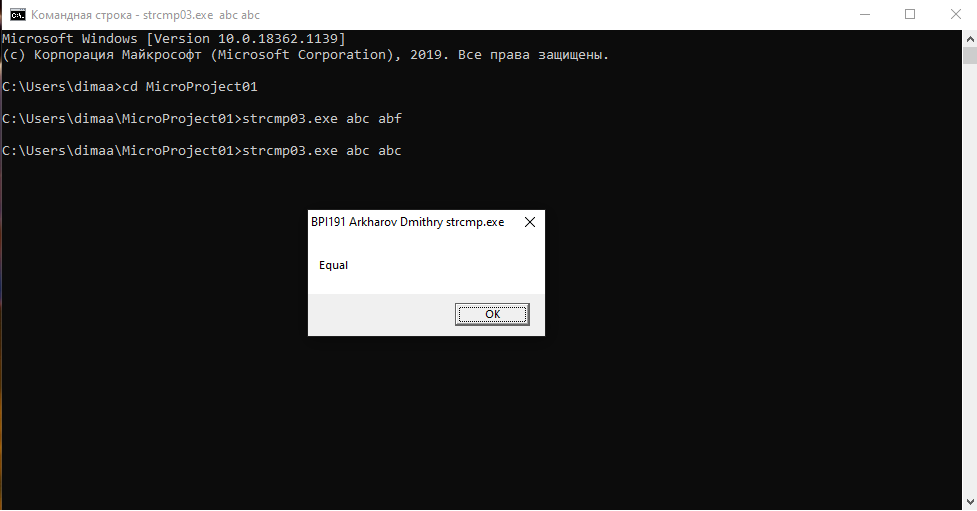 Командная строка - strcmp03.exe  abc abc
Microsoft Windows [Version 10.0.18362.1139]
(c) Корпорация Майкрософт (Microsoft Corporation), 2019. Все права защищены.
C:\Users\dimaa>cd MicroProject01
C:\Users\dimaa\MicroProject01>strcmp03.exe abc abf
C:\Users\dimaa\MicroProject01>strcmp03.exe abc abc
BPI191 Arkharov Dmithry strcmp.exe
Equal
OK